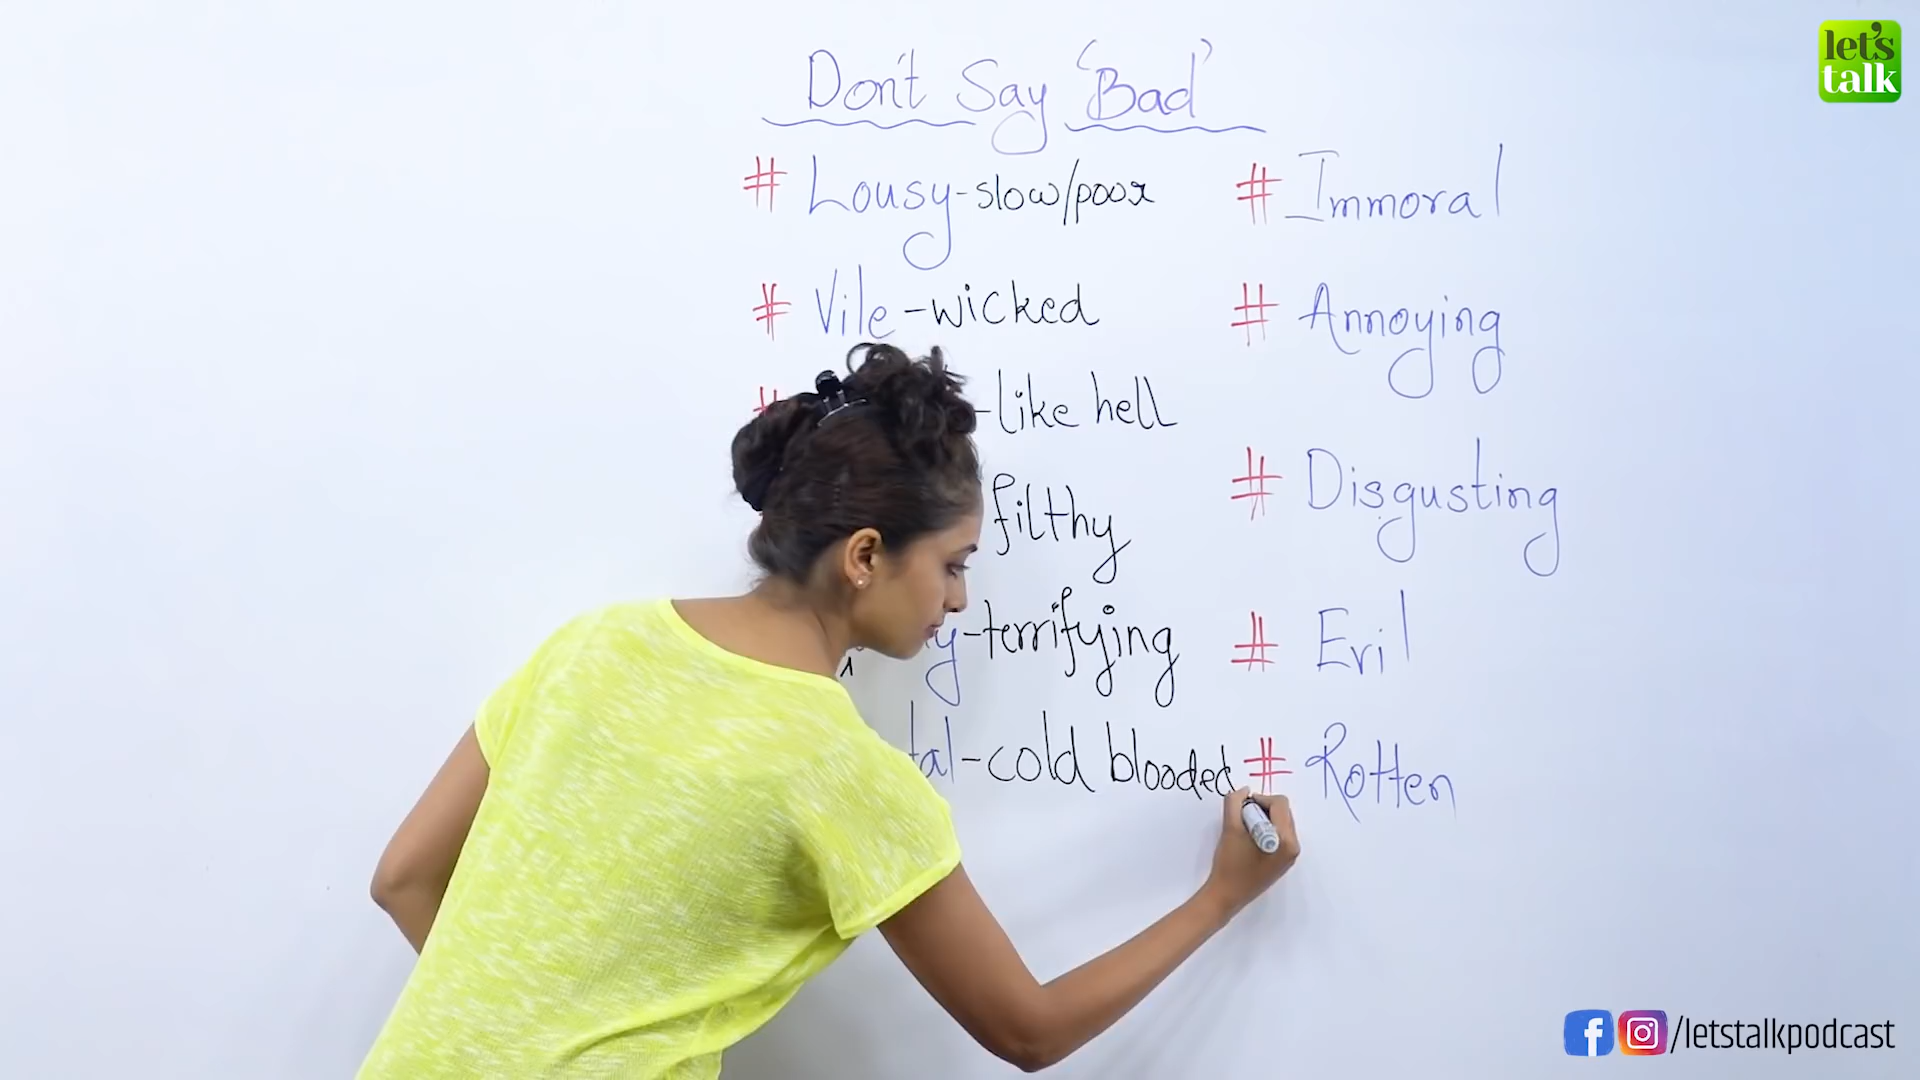 let's
talk
Don't Say 'Bad'
# Lousy-slow/poor
# Vile-wicked
-like hell
filthy
-terrifying
-cold blooded
# Immoral
# Annoying
# Disgusting
# Evil
# Rotten
/letstalkpodcast